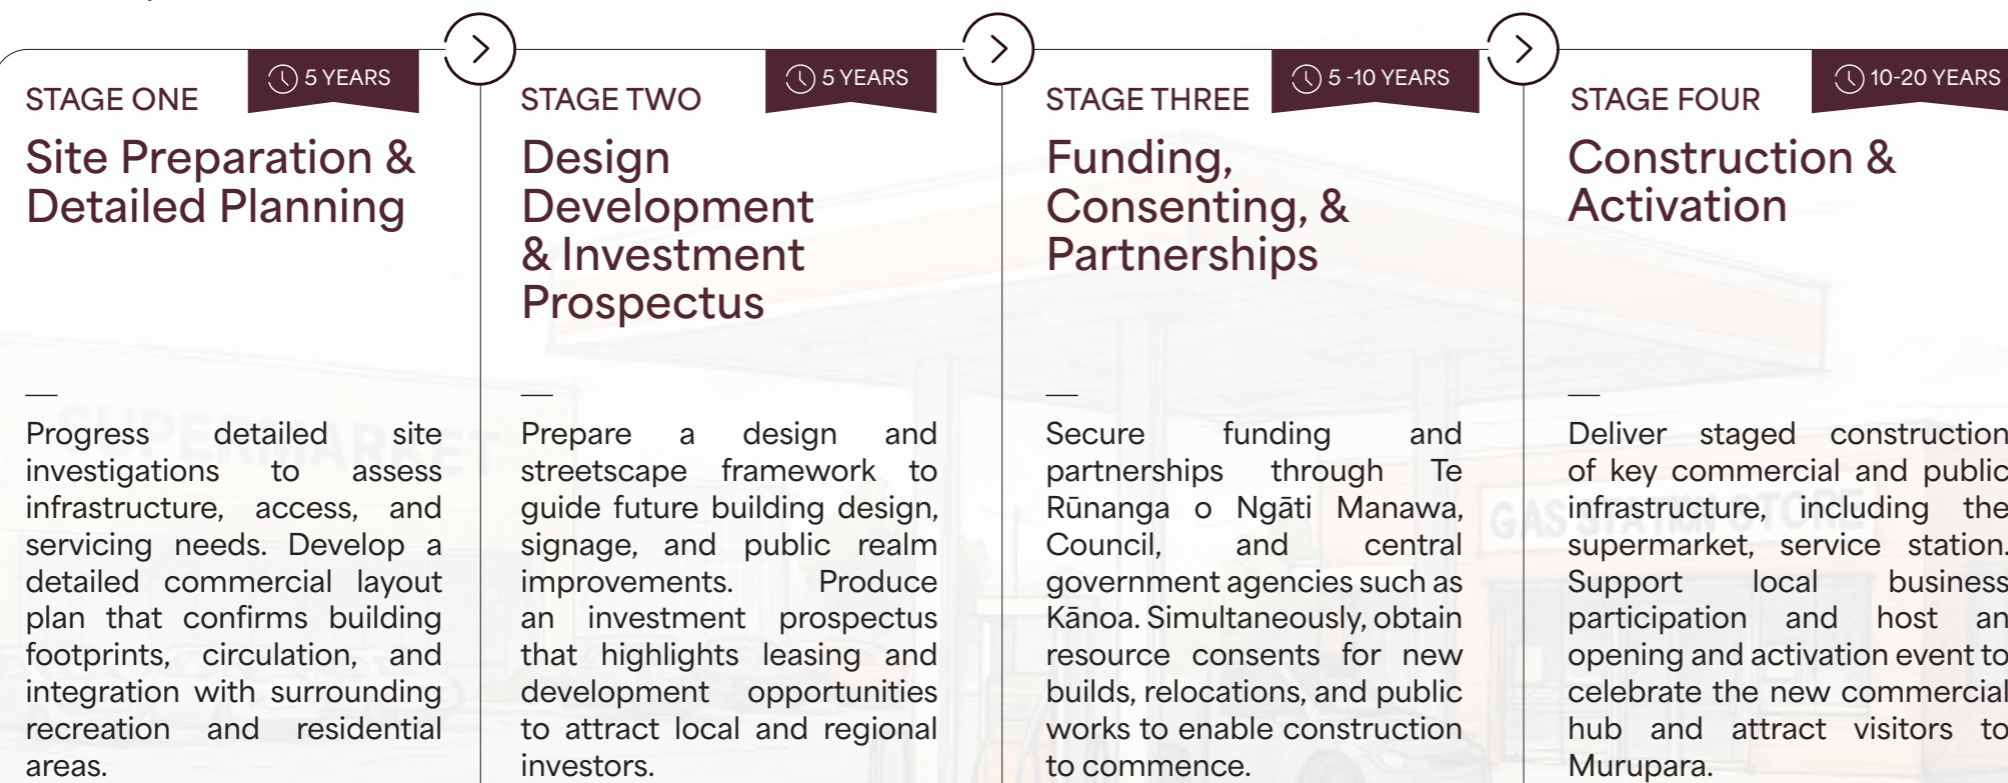 STAGE ONE
5 YEARS
Site Preparation &
Detailed Planning
Progress detailed site
investigations to assess
infrastructure, access, and
servicing needs. Develop a
detailed commercial layout
plan that confirms building
footprints, circulation, and
integration with surrounding
recreation and residential
areas.
STAGE TWO
5 YEARS
Design
Development
& Investment
Prospectus
Prepare a design and
streetscape framework to
guide future building design,
signage, and public realm
improvements. Produce
an investment prospectus
that highlights leasing and
development opportunities
to attract local and regional
investors.
STAGE THREE
5 -10 YEARS
Funding,
Consenting, &
Partnerships
Secure funding and
partnerships through Te
Rūnanga o Ngāti Manawa,
Council, and central
government agencies such as
Kānoa. Simultaneously, obtain
resource consents for new
builds, relocations, and public
works to enable construction
to commence.
STAGE FOUR
10-20 YEARS
Construction &
Activation
Deliver staged construction
of key commercial and public
infrastructure, including the
supermarket, service station.
Support local business
participation and host an
opening and activation event to
celebrate the new commercial
hub and attract visitors to
Murupara.
SUPERMARKET
GAS STATION STORE